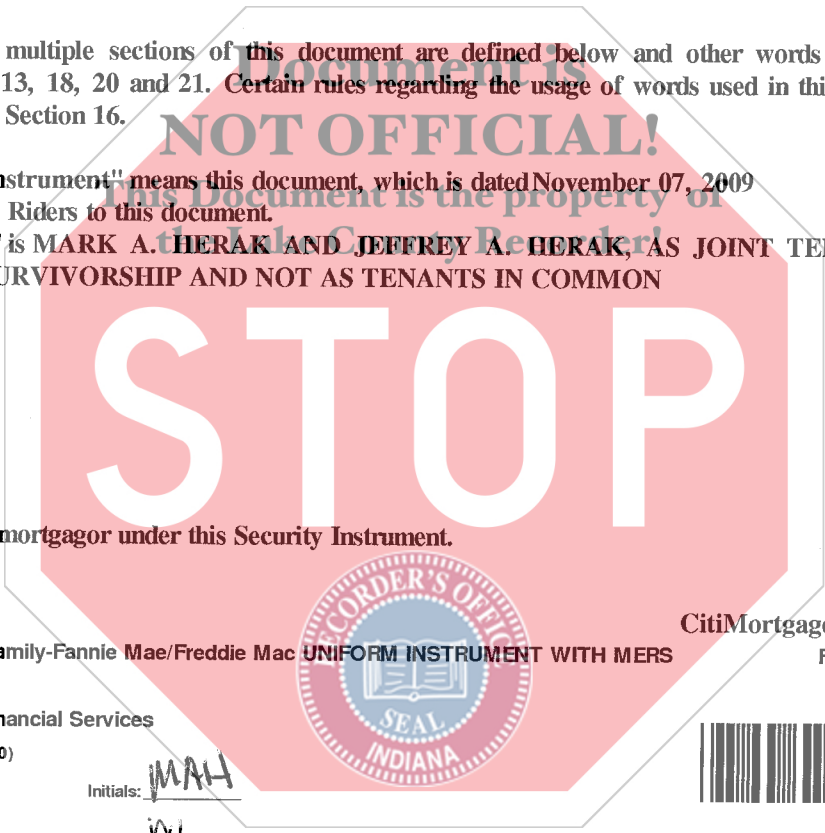 Document is
multiple sections of this document are defined below and other words
13, 18, 20 and 21. Certain rules regarding the usage of words used in thi
Section 16.
NOT OFFICIAL!
nstrument" means this document, which is dated November 07, 2009
This Document is the property of
Riders to this document.
the Lake County Recorder!
is MARK A. HERAK AND JEFFREY A. HERAK, AS JOINT TE
URVIVORSHIP AND NOT AS TENANTS IN COMMON
STOP
mortgagor under this Security Instrument.
RECORDER'S OFFICE
SEAL
INDIANA
CitiMortgage
amily-Fannie Mae/Freddie Mac UNIFORM INSTRUMENT WITH MERS
F
nancial Services
0)
Initials: MAH